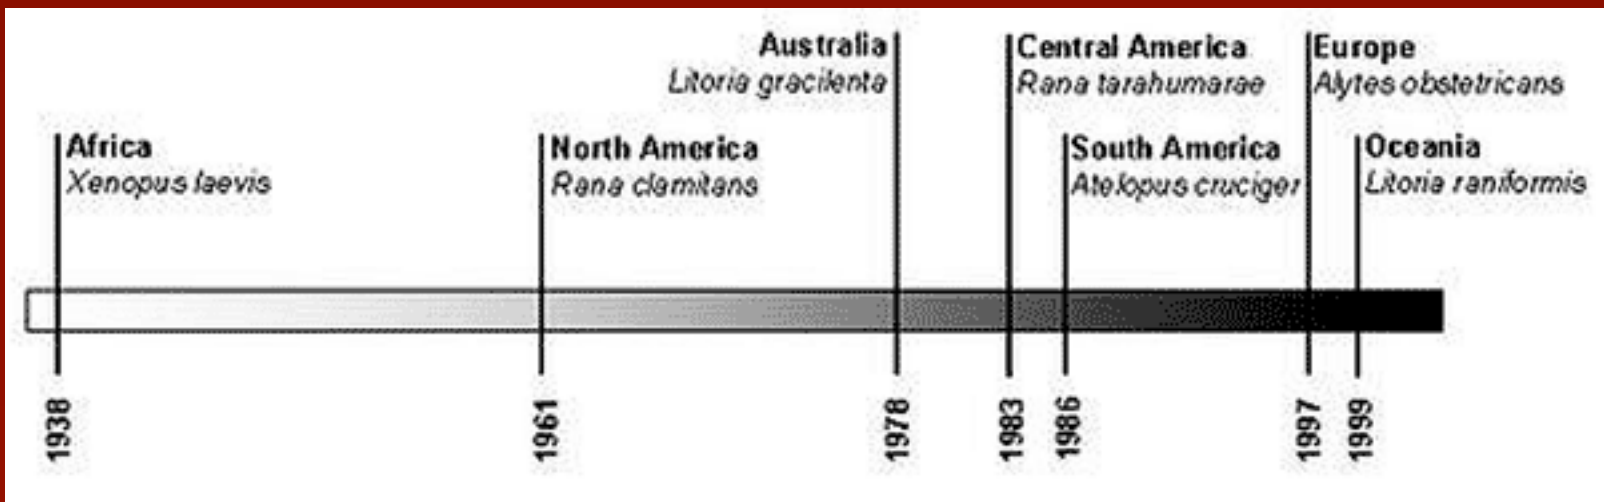 Australia
Litoria gracilenta
Central America
Rana tarahumarae
Europe
Alytes obstetricans
Africa
Xenopus laevis
North America
Rana clamitans
South America
Atelopus cruciger
Oceania
Litoria raniformis
1938
1961
1978
1983
1986
1997
1999